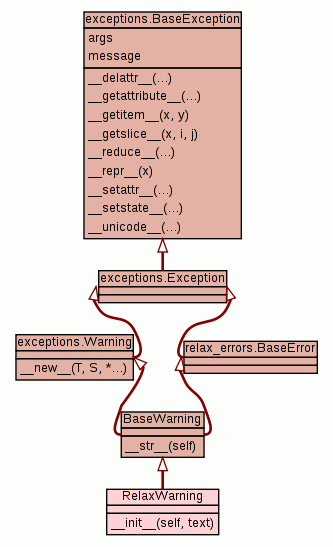 exceptions.BaseException
args
message
__delattr__(...)
__getattribute__(...)
__getitem__(x, y)
__getslice__(x, i, j)
__reduce__(...)
__repr__(x)
__setattr__(...)
__setstate__(...)
__unicode__(...)
exceptions.Exception
exceptions.Warning
__new__(T, S, *...)
relax_errors.BaseError
BaseWarning
__str__(self)
RelaxWarning
__init__(self, text)